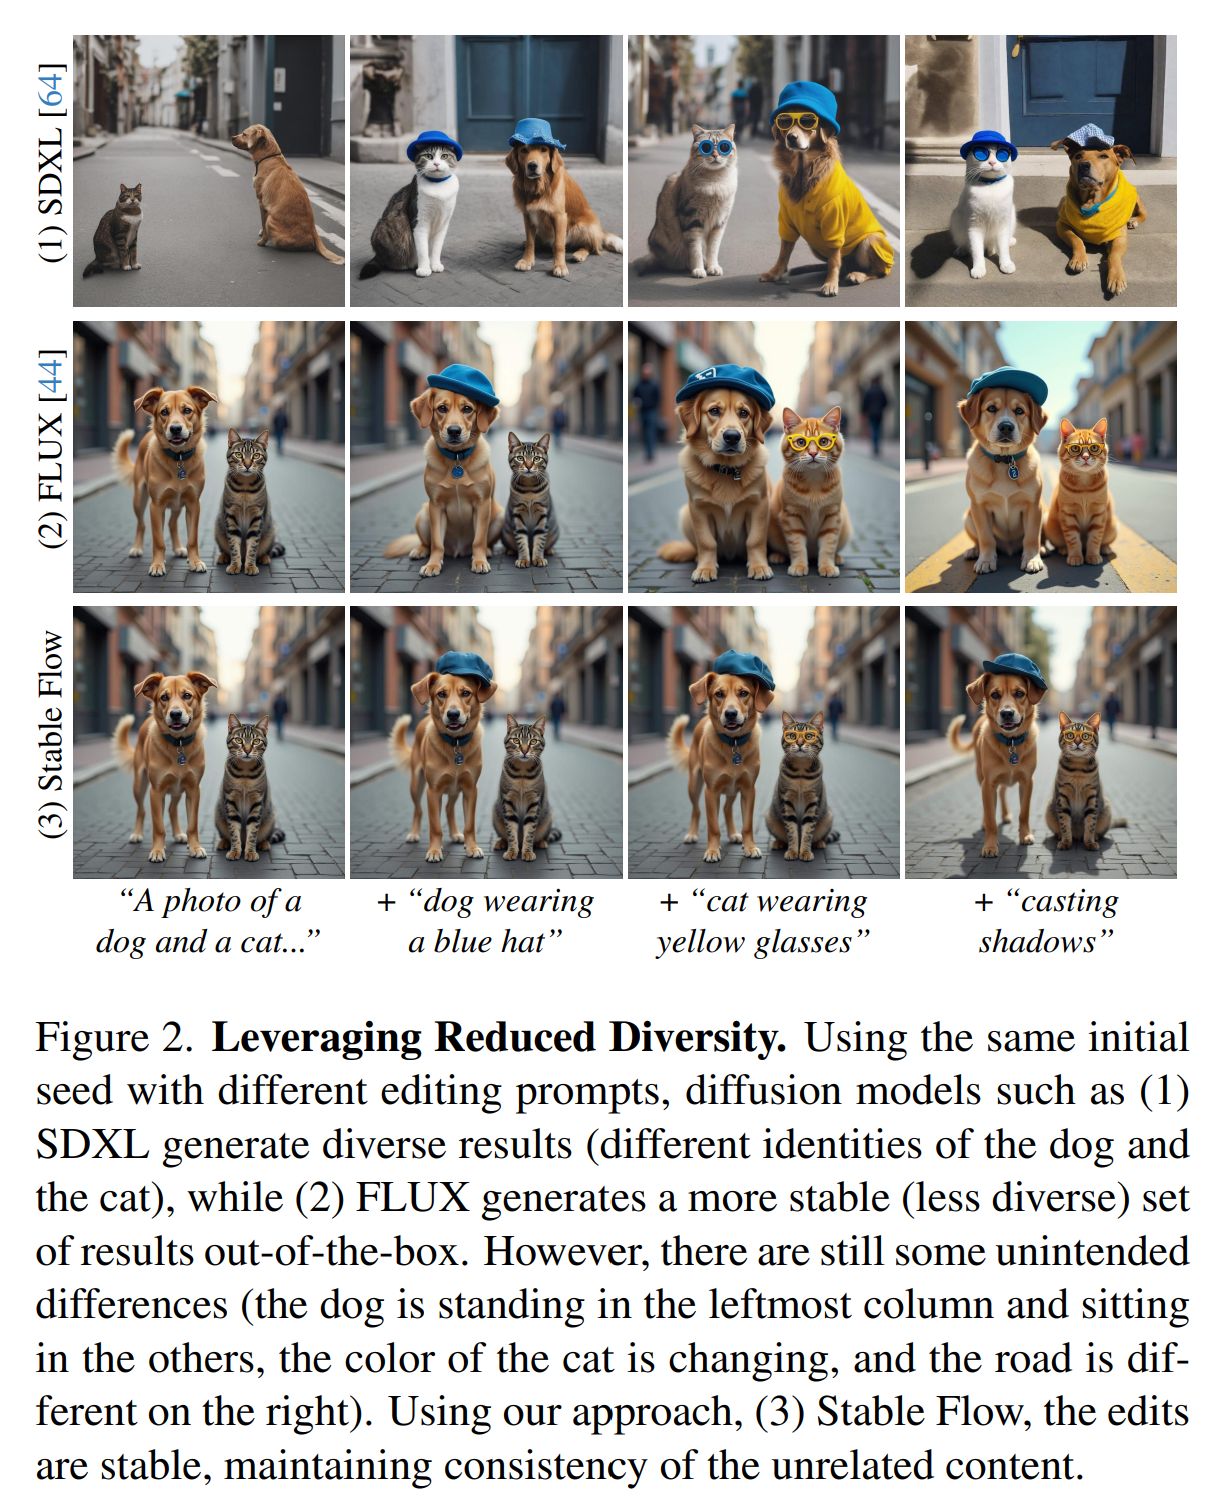 (1) SDXL [64]
(2) FLUX [44]
(3) Stable Flow
“A photo of a
dog and a cat...”
+ “dog wearing
a blue hat”
+ “cat wearing
yellow glasses”
+ “casting
shadows”
Figure 2. Leveraging Reduced Diversity. Using the same initial
seed with different editing prompts, diffusion models such as (1)
SDXL generate diverse results (different identities of the dog and
the cat), while (2) FLUX generates a more stable (less diverse) set
of results out-of-the-box. However, there are still some unintended
differences (the dog is standing in the leftmost column and sitting
in the others, the color of the cat is changing, and the road is dif-
ferent on the right). Using our approach, (3) Stable Flow, the edits
are stable, maintaining consistency of the unrelated content.